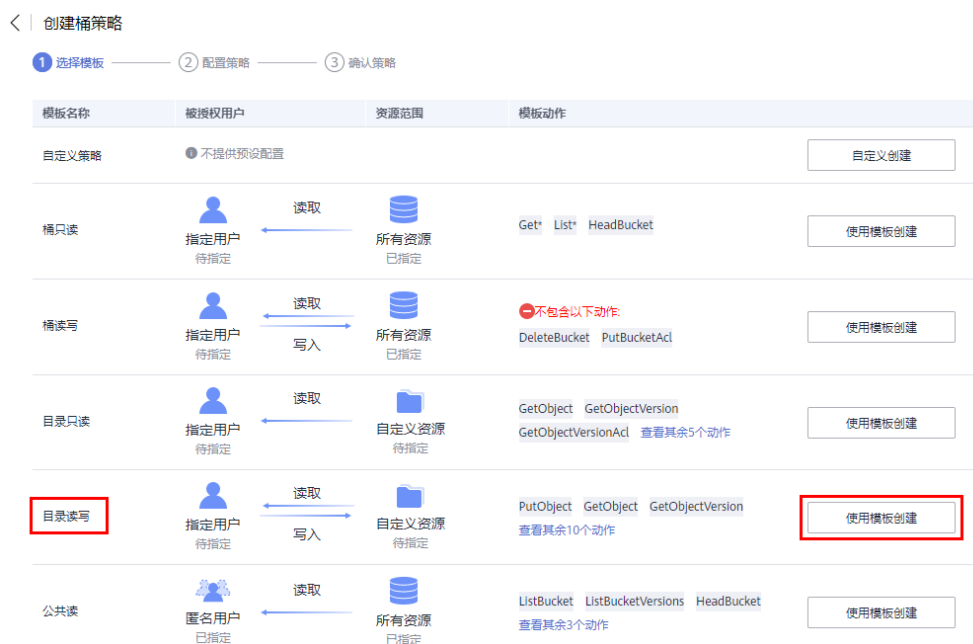 创建桶策略
1 选择模板 2 配置策略 3 确认策略
模板名称 被授权用户 资源范围 模板动作
自定义策略 不提供预设配置 自定义创建
桶只读 指定用户 待指定 读取 所有资源 已指定 Get* List* HeadBucket 使用模板创建
桶读写 指定用户 待指定 读取 写入 所有资源 已指定 不包含以下动作: DeleteBucket PutBucketAcl 使用模板创建
目录只读 指定用户 待指定 读取 自定义资源 待指定 GetObject GetObjectVersion GetObjectVersionAcl 查看其余5个动作 使用模板创建
目录读写 指定用户 待指定 读取 写入 自定义资源 待指定 PutObject GetObject GetObjectVersion 查看其余10个动作 使用模板创建
公共读 匿名用户 已指定 读取 所有资源 已指定 ListBucket ListBucketVersions HeadBucket 查看其余3个动作 使用模板创建